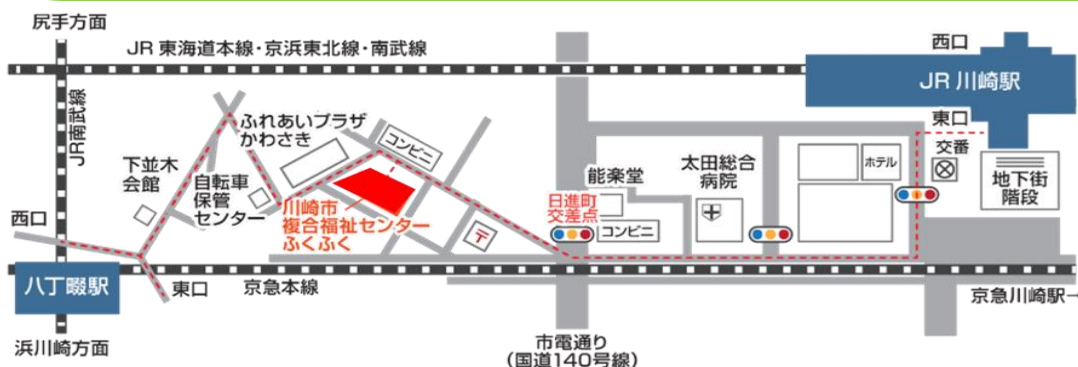 尻手方面
JR 東海道本線・京浜東北線・南武線
西口
JR 川崎駅
東口
交番
地下街
階段
JR南武線
ふれあいプラザ
かわさき
コンビニ
下並木
会館
自転車
保管
センター
川崎市
複合福祉センター
ふくふく
〒
能楽堂
日進町
交差点
コンビニ
太田総合
病院
ホテル
西口
八丁畷駅
東口
京急本線
京急川崎駅→
浜川崎方面
市電通り
(国道140号線)